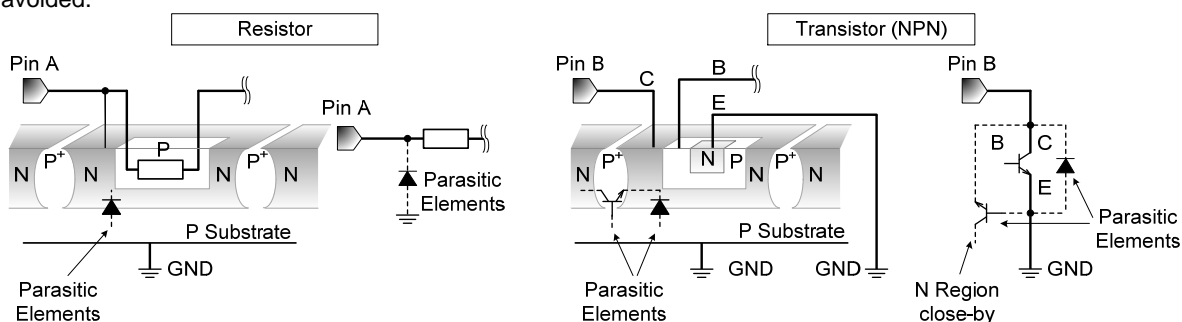 avoided.
Resistor
Transistor (NPN)
Pin A
Pin A
N
P+
N
P
N
P+
N
Parasitic
Elements
P Substrate
GND
Parasitic
Elements
Pin B
C
B
E
N
P+
N
N
P
N
P+
N
P Substrate
GND
GND
Parasitic
Elements
Pin B
B
C
E
Parasitic
Elements
GND
N Region
close-by